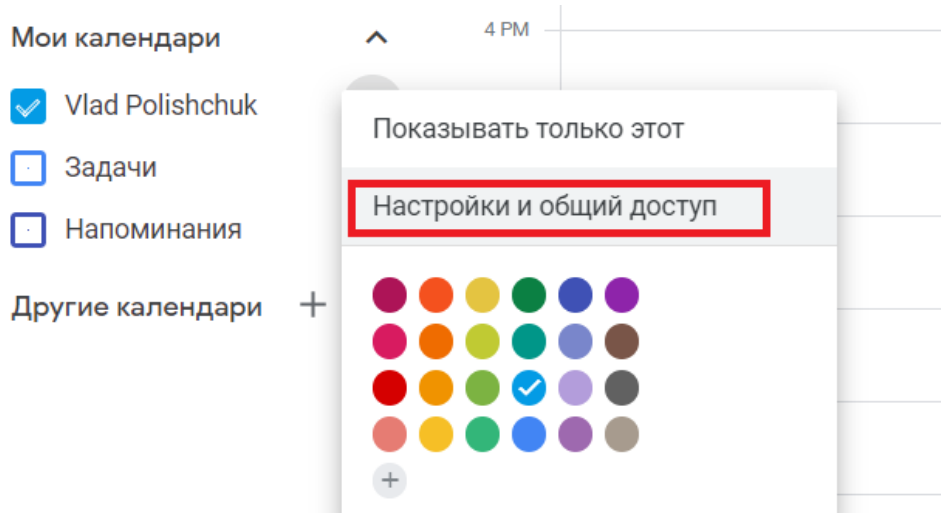 Мои календари
4 PM
Vlad Polishchuk
Показывать только этот
Задачи
Настройки и общий доступ
Напоминания
Другие календари +
+